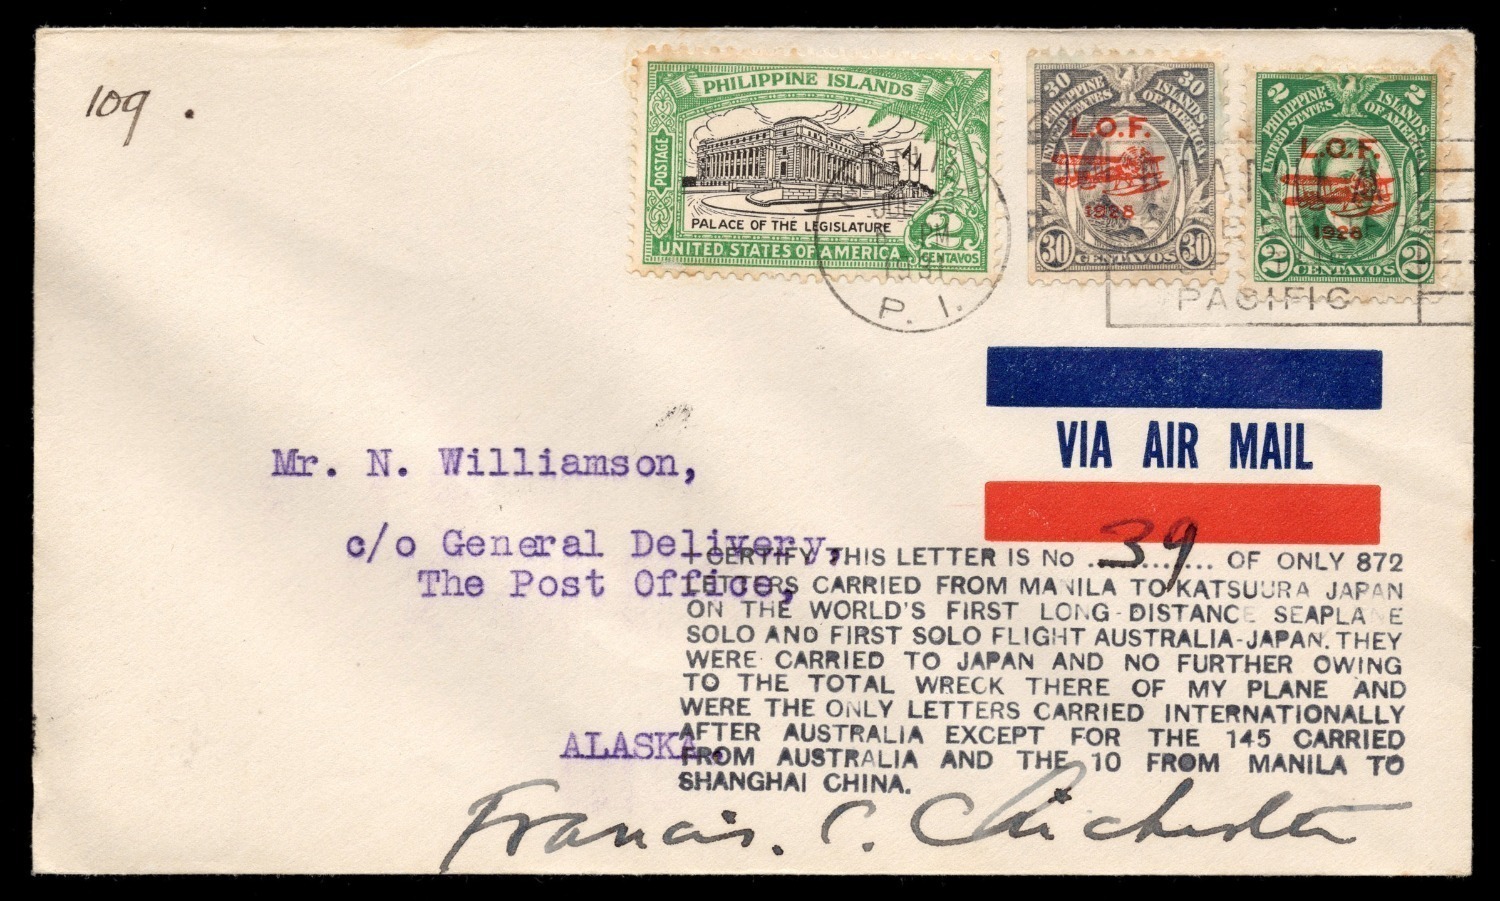 109.
PHILIPPINE ISLANDS
POSTAGE
PALACE OF THE LEGISLATURE
2
UNITED STATES OF AMERICA CENTAVOS
30 30
PHILIPPINE ISLANDS
UNITED STATES OF AMERICA
L.O.F.
1928
30 CENTAVOS 30
2 2
PHILIPPINE ISLANDS
UNITED STATES OF AMERICA
L.O.F.
1928
2 CENTAVOS 2
PM
P. I.
PACIFIC
VIA AIR MAIL
Mr. N. Williamson,
c/o General Delivery,
The Post Office,
ALASKA.
I CERTIFY THIS LETTER IS No 39 OF ONLY 872
LETTERS CARRIED FROM MANILA TO KATSUURA JAPAN
ON THE WORLD'S FIRST LONG-DISTANCE SEAPLANE
SOLO AND FIRST SOLO FLIGHT AUSTRALIA-JAPAN. THEY
WERE CARRIED TO JAPAN AND NO FURTHER OWING
TO THE TOTAL WRECK THERE OF MY PLANE AND
WERE THE ONLY LETTERS CARRIED INTERNATIONALLY
AFTER AUSTRALIA EXCEPT FOR THE 145 CARRIED
FROM AUSTRALIA AND THE 10 FROM MANILA TO
SHANGHAI CHINA.
Francis. C. Chichester